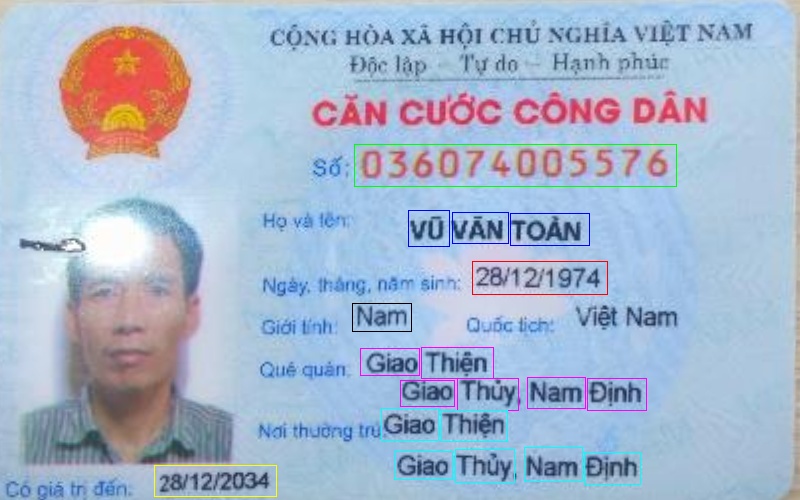 CỘNG HÒA XÃ HỘI CHỦ NGHĨA VIỆT NAM
Độc lập - Tự do - Hạnh phúc
CĂN CƯỚC CÔNG DÂN
Số: 036074005576
Họ và tên: VŨ VĂN TOẢN
Ngày, tháng, năm sinh: 28/12/1974
Giới tính: Nam Quốc tịch: Việt Nam
Quê quán: Giao Thiện
Giao Thủy, Nam Định
Nơi thường trú: Giao Thiện
Giao Thủy, Nam Định
Có giá trị đến: 28/12/2034